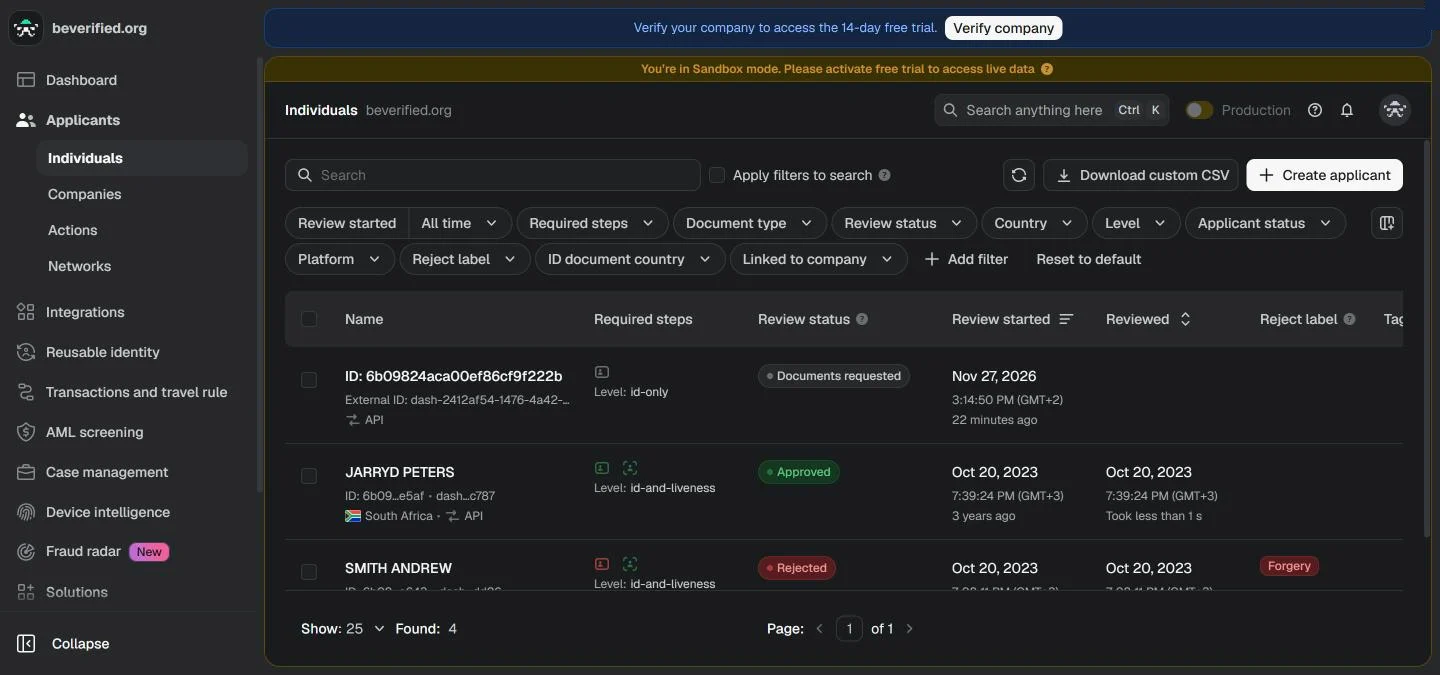 beverified.org
Verify your company to access the 14-day free trial. Verify company
You're in Sandbox mode. Please activate free trial to access live data
Dashboard
Applicants
Individuals
Companies
Actions
Networks
Integrations
Reusable identity
Transactions and travel rule
AML screening
Case management
Device intelligence
Fraud radar New
Solutions
Collapse
Individuals beverified.org
Search anything here Ctrl K
Production
Search
Apply filters to search
Download custom CSV
Create applicant
Review started All time Required steps Document type Review status Country Level Applicant status
Platform Reject label ID document country Linked to company Add filter Reset to default
Name Required steps Review status Review started Reviewed Reject label Tag
ID: 6b09824aca00ef86cf9f222b Documents requested Nov 27, 2026
External ID: dash-2412af54-1476-4a42-… Level: id-only 3:14:50 PM (GMT+2)
API 22 minutes ago
JARRYD PETERS Approved Oct 20, 2023 Oct 20, 2023
ID: 6b09…e5af • dash…c787 Level: id-and-liveness 7:39:24 PM (GMT+3) 7:39:24 PM (GMT+3)
South Africa • API 3 years ago Took less than 1 s
SMITH ANDREW Rejected Oct 20, 2023 Oct 20, 2023 Forgery
Level: id-and-liveness
Show: 25 Found: 4
Page: 1 of 1